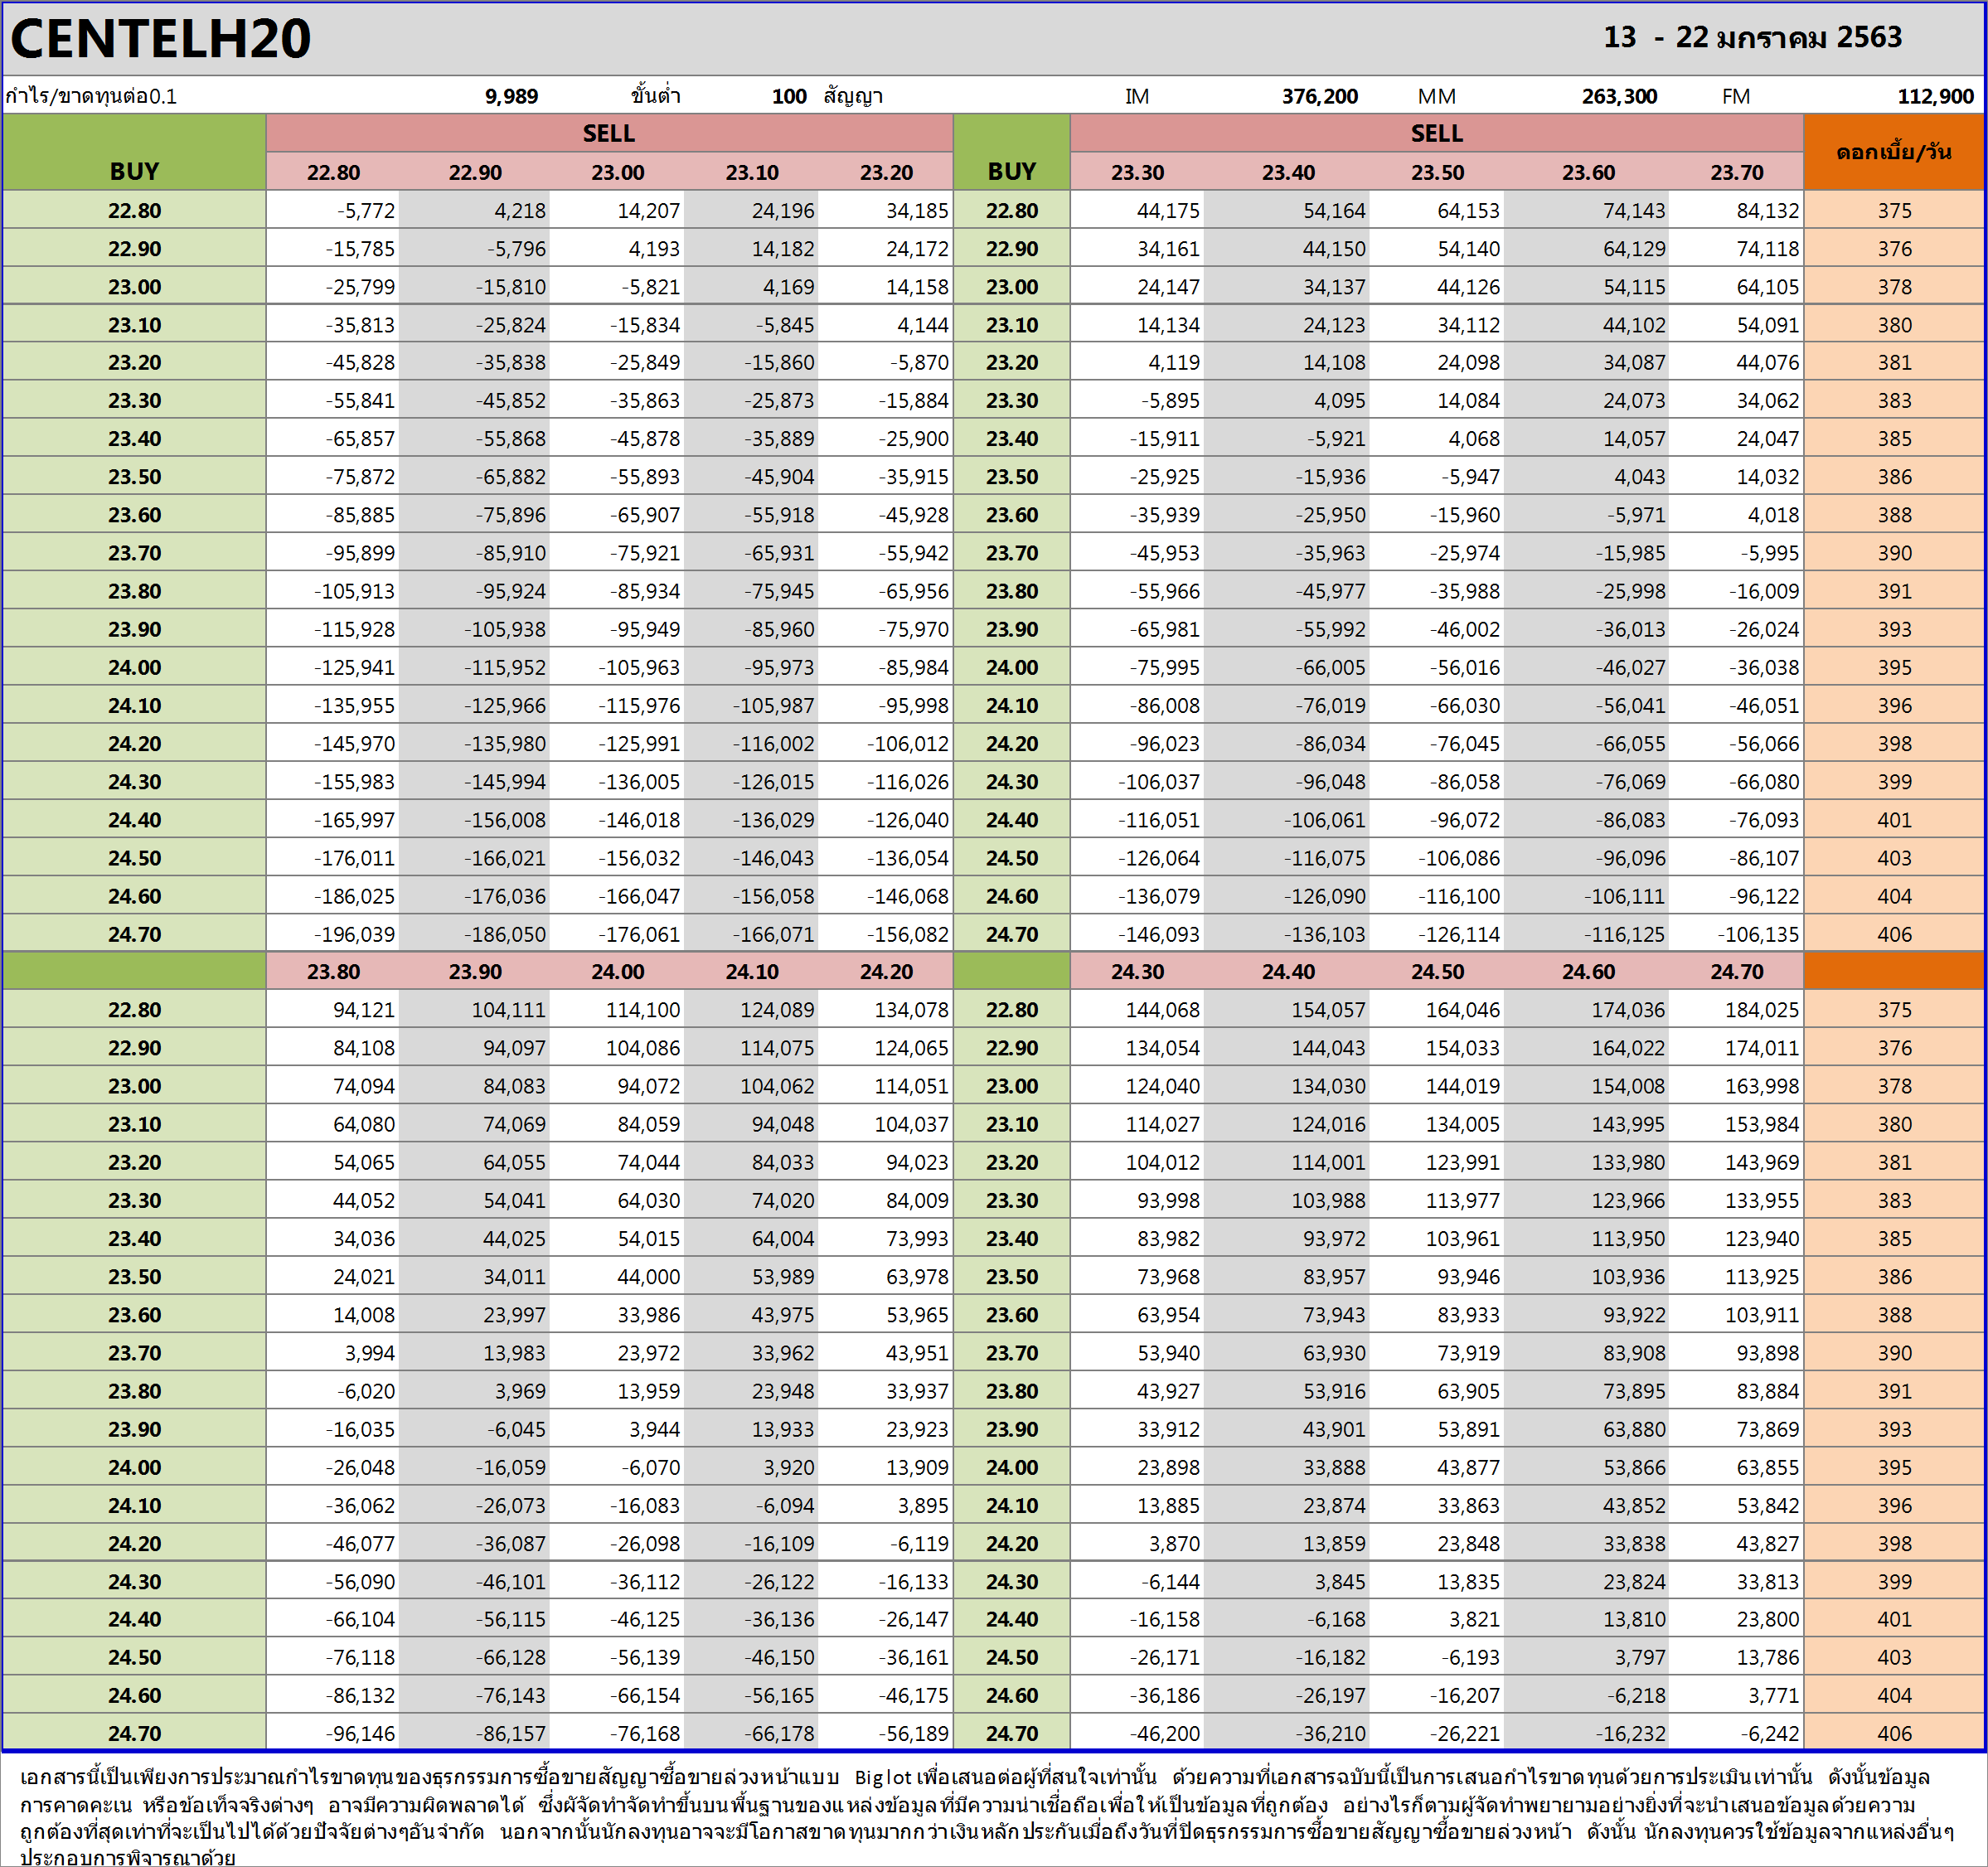 CENTELH20 13 - 22 มกราคม 2563
กำไร/ขาดทุนต่อ0.1 9,989 ขั้นต่ำ 100 สัญญา IM 376,200 MM 263,300 FM 112,900
BUY SELL BUY SELL ดอกเบี้ย/วัน
22.80 22.90 23.00 23.10 23.20 23.30 23.40 23.50 23.60 23.70
22.80 -5,772 4,218 14,207 24,196 34,185 22.80 44,175 54,164 64,153 74,143 84,132 375
22.90 -15,785 -5,796 4,193 14,182 24,172 22.90 34,161 44,150 54,140 64,129 74,118 376
23.00 -25,799 -15,810 -5,821 4,169 14,158 23.00 24,147 34,137 44,126 54,115 64,105 378
23.10 -35,813 -25,824 -15,834 -5,845 4,144 23.10 14,134 24,123 34,112 44,102 54,091 380
23.20 -45,828 -35,838 -25,849 -15,860 -5,870 23.20 4,119 14,108 24,098 34,087 44,076 381
23.30 -55,841 -45,852 -35,863 -25,873 -15,884 23.30 -5,895 4,095 14,084 24,073 34,062 383
23.40 -65,857 -55,868 -45,878 -35,889 -25,900 23.40 -15,911 -5,921 4,068 14,057 24,047 385
23.50 -75,872 -65,882 -55,893 -45,904 -35,915 23.50 -25,925 -15,936 -5,947 4,043 14,032 386
23.60 -85,885 -75,896 -65,907 -55,918 -45,928 23.60 -35,939 -25,950 -15,960 -5,971 4,018 388
23.70 -95,899 -85,910 -75,921 -65,931 -55,942 23.70 -45,953 -35,963 -25,974 -15,985 -5,995 390
23.80 -105,913 -95,924 -85,934 -75,945 -65,956 23.80 -55,966 -45,977 -35,988 -25,998 -16,009 391
23.90 -115,928 -105,938 -95,949 -85,960 -75,970 23.90 -65,981 -55,992 -46,002 -36,013 -26,024 393
24.00 -125,941 -115,952 -105,963 -95,973 -85,984 24.00 -75,995 -66,005 -56,016 -46,027 -36,038 395
24.10 -135,955 -125,966 -115,976 -105,987 -95,998 24.10 -86,008 -76,019 -66,030 -56,041 -46,051 396
24.20 -145,970 -135,980 -125,991 -116,002 -106,012 24.20 -96,023 -86,034 -76,045 -66,055 -56,066 398
24.30 -155,983 -145,994 -136,005 -126,015 -116,026 24.30 -106,037 -96,048 -86,058 -76,069 -66,080 399
24.40 -165,997 -156,008 -146,018 -136,029 -126,040 24.40 -116,051 -106,061 -96,072 -86,083 -76,093 401
24.50 -176,011 -166,021 -156,032 -146,043 -136,054 24.50 -126,064 -116,075 -106,086 -96,096 -86,107 403
24.60 -186,025 -176,036 -166,047 -156,058 -146,068 24.60 -136,079 -126,090 -116,100 -106,111 -96,122 404
24.70 -196,039 -186,050 -176,061 -166,071 -156,082 24.70 -146,093 -136,103 -126,114 -116,125 -106,135 406
23.80 23.90 24.00 24.10 24.20 24.30 24.40 24.50 24.60 24.70
22.80 94,121 104,111 114,100 124,089 134,078 22.80 144,068 154,057 164,046 174,036 184,025 375
22.90 84,108 94,097 104,086 114,075 124,065 22.90 134,054 144,043 154,033 164,022 174,011 376
23.00 74,094 84,083 94,072 104,062 114,051 23.00 124,040 134,030 144,019 154,008 163,998 378
23.10 64,080 74,069 84,059 94,048 104,037 23.10 114,027 124,016 134,005 143,995 153,984 380
23.20 54,065 64,055 74,044 84,033 94,023 23.20 104,012 114,001 123,991 133,980 143,969 381
23.30 44,052 54,041 64,030 74,020 84,009 23.30 93,998 103,988 113,977 123,966 133,955 383
23.40 34,036 44,025 54,015 64,004 73,993 23.40 83,982 93,972 103,961 113,950 123,940 385
23.50 24,021 34,011 44,000 53,989 63,978 23.50 73,968 83,957 93,946 103,936 113,925 386
23.60 14,008 23,997 33,986 43,975 53,965 23.60 63,954 73,943 83,933 93,922 103,911 388
23.70 3,994 13,983 23,972 33,962 43,951 23.70 53,940 63,930 73,919 83,908 93,898 390
23.80 -6,020 3,969 13,959 23,948 33,937 23.80 43,927 53,916 63,905 73,895 83,884 391
23.90 -16,035 -6,045 3,944 13,933 23,923 23.90 33,912 43,901 53,891 63,880 73,869 393
24.00 -26,048 -16,059 -6,070 3,920 13,909 24.00 23,898 33,888 43,877 53,866 63,855 395
24.10 -36,062 -26,073 -16,083 -6,094 3,895 24.10 13,885 23,874 33,863 43,852 53,842 396
24.20 -46,077 -36,087 -26,098 -16,109 -6,119 24.20 3,870 13,859 23,848 33,838 43,827 398
24.30 -56,090 -46,101 -36,112 -26,122 -16,133 24.30 -6,144 3,845 13,835 23,824 33,813 399
24.40 -66,104 -56,115 -46,125 -36,136 -26,147 24.40 -16,158 -6,168 3,821 13,810 23,800 401
24.50 -76,118 -66,128 -56,139 -46,150 -36,161 24.50 -26,171 -16,182 -6,193 3,797 13,786 403
24.60 -86,132 -76,143 -66,154 -56,165 -46,175 24.60 -36,186 -26,197 -16,207 -6,218 3,771 404
24.70 -96,146 -86,157 -76,168 -66,178 -56,189 24.70 -46,200 -36,210 -26,221 -16,232 -6,242 406
เอกสารนี้เป็นเพียงการประมาณกำไรขาดทุนของธุรกรรมการซื้อขายสัญญาซื้อขายล่วงหน้าแบบ Biglot เพื่อเสนอต่อผู้ที่สนใจเท่านั้น ด้วยความที่เอกสารฉบับนี้เป็นการเสนอกำไรขาดทุนด้วยการประเมินเท่านั้น ดังนั้นข้อมูล
การคาดคะเน หรือข้อเท็จจริงต่างๆ อาจมีความผิดพลาดได้ ซึ่งผัจัดทำจัดทำขึ้นบนพื้นฐานของแหล่งข้อมูลที่มีความน่าเชื่อถือเพื่อให้เป็นข้อมูลที่ถูกต้อง อย่างไรก็ตามผู้จัดทำพยายามอย่างยิ่งที่จะนำเสนอข้อมูลด้วยความ
ถูกต้องที่สุดเท่าที่จะเป็นไปได้ด้วยปัจจัยต่างๆอันจำกัด นอกจากนั้นนักลงทุนอาจจะมีโอกาสขาดทุนมากกว่าเงินหลักประกันเมื่อถึงวันที่ปิดธุรกรรมการซื้อขายสัญญาซื้อขายล่วงหน้า ดังนั้น นักลงทุนควรใช้ข้อมูลจากแหล่งอื่นๆ
ประกอบการพิจารณาด้วย